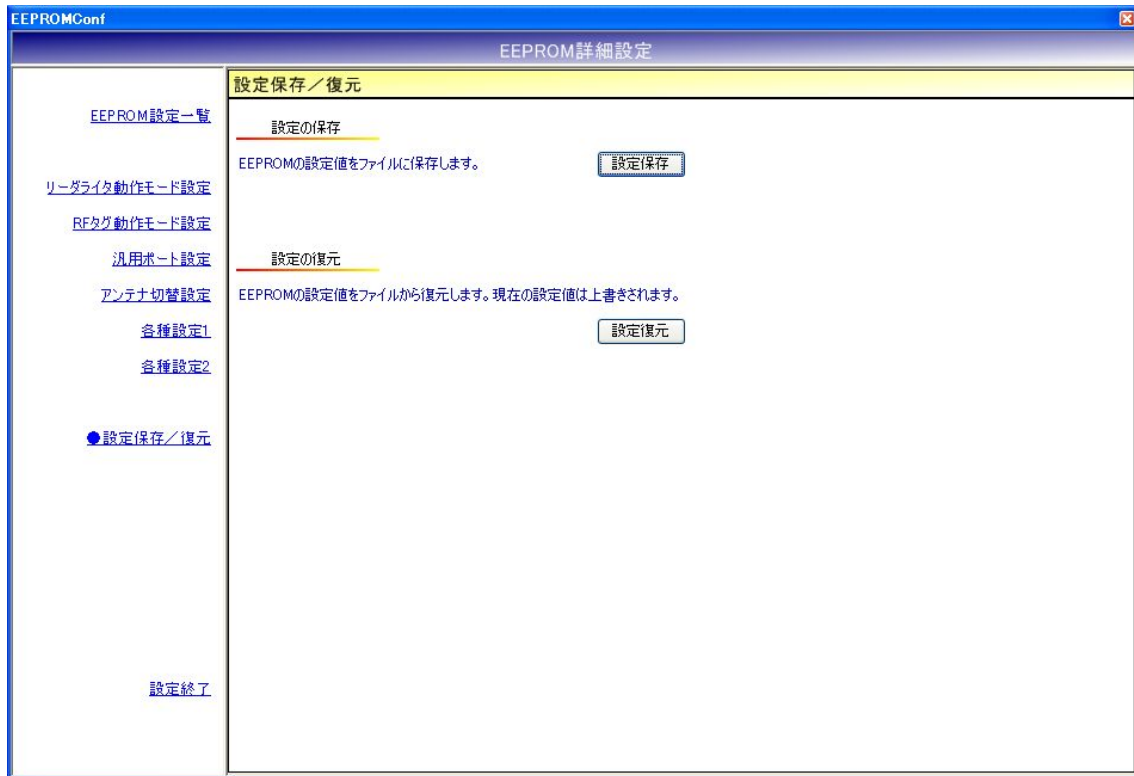 EEPROMConf
EEPROM詳細設定
設定保存／復元
EEPROM設定一覧
リーダライタ動作モード設定
RFタグ動作モード設定
汎用ポート設定
アンテナ切替設定
各種設定1
各種設定2
●設定保存／復元
設定終了
設定の保存
EEPROMの設定値をファイルに保存します。
設定保存
設定の復元
EEPROMの設定値をファイルから復元します。現在の設定値は上書きされます。
設定復元